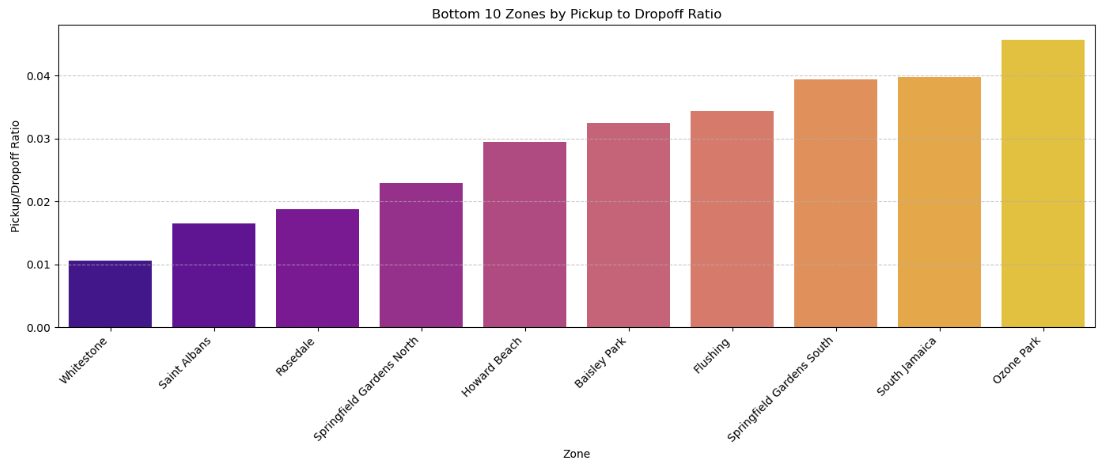 Bottom 10 Zones by Pickup to Dropoff Ratio
Pickup/Dropoff Ratio
0.04
0.03
0.02
0.01
0.00
Whitestone
Saint Albans
Rosedale
Springfield Gardens North
Howard Beach
Baisley Park
Flushing
Springfield Gardens South
South Jamaica
Ozone Park
Zone